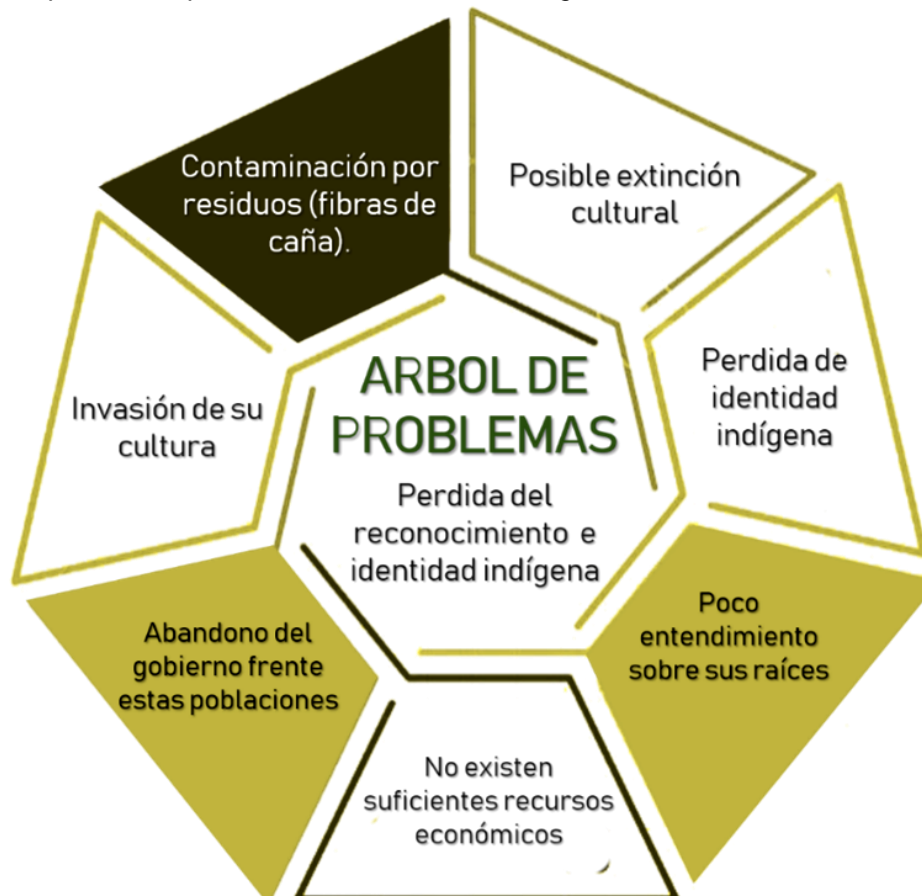 Contaminación por
residuos (fibras de
caña).
Posible extinción
cultural
Perdida de
identidad
indígena
Invasión de su
cultura
ARBOL DE
PROBLEMAS
Perdida del
reconocimiento e
identidad indígena
Abandono del
gobierno frente
estas poblaciones
Poco
entendimiento
sobre sus raíces
No existen
suficientes recursos
económicos